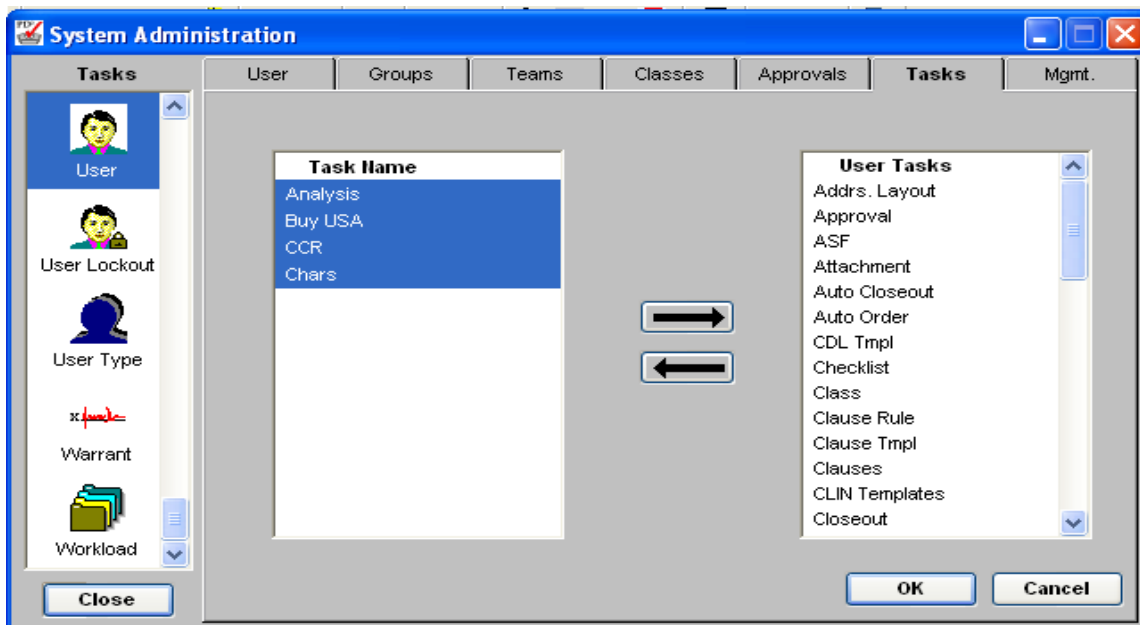 System Administration
Tasks
User
Groups
Teams
Classes
Approvals
Tasks
Mgmt.
User
User Lockout
User Type
Warrant
Workload
Close
Task Name
Analysis
Buy USA
CCR
Chars
User Tasks
Addrs. Layout
Approval
ASF
Attachment
Auto Closeout
Auto Order
CDL Tmpl
Checklist
Class
Clause Rule
Clause Tmpl
Clauses
CLIN Templates
Closeout
OK
Cancel